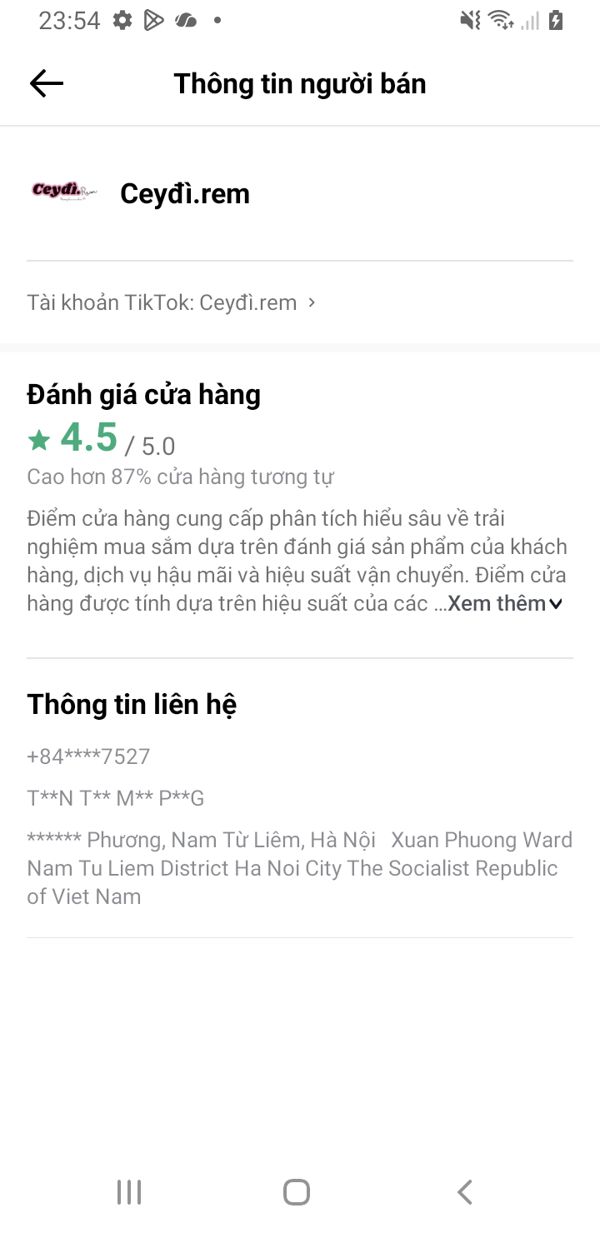 23:54
Thông tin người bán
Ceyđì.
Ceyđì.rem
Tài khoản TikTok: Ceyđì.rem ›
Đánh giá cửa hàng
4.5 / 5.0
Cao hơn 87% cửa hàng tương tự
Điểm cửa hàng cung cấp phân tích hiểu sâu về trải
nghiệm mua sắm dựa trên đánh giá sản phẩm của khách
hàng, dịch vụ hậu mãi và hiệu suất vận chuyển. Điểm cửa
hàng được tính dựa trên hiệu suất của các ...Xem thêm
Thông tin liên hệ
+84****7527
T**N T** M** P**G
****** Phương, Nam Từ Liêm, Hà Nội Xuan Phuong Ward
Nam Tu Liem District Ha Noi City The Socialist Republic
of Viet Nam